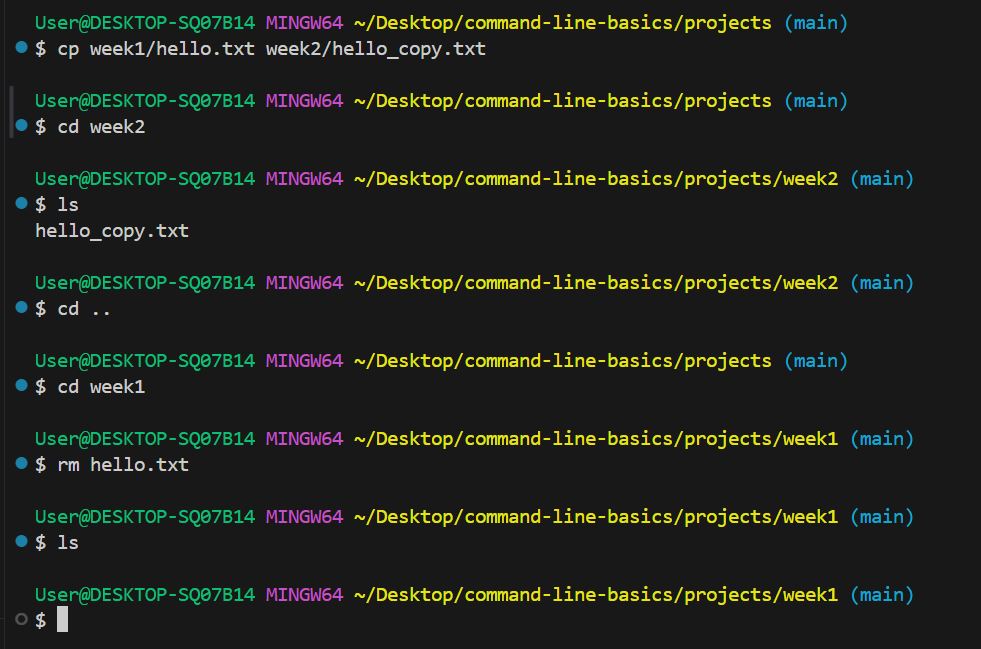 User@DESKTOP-SQ07B14 MINGW64 ~/Desktop/command-line-basics/projects (main)
$ cp week1/hello.txt week2/hello_copy.txt
User@DESKTOP-SQ07B14 MINGW64 ~/Desktop/command-line-basics/projects (main)
$ cd week2
User@DESKTOP-SQ07B14 MINGW64 ~/Desktop/command-line-basics/projects/week2 (main)
$ ls
hello_copy.txt
User@DESKTOP-SQ07B14 MINGW64 ~/Desktop/command-line-basics/projects/week2 (main)
$ cd ..
User@DESKTOP-SQ07B14 MINGW64 ~/Desktop/command-line-basics/projects (main)
$ cd week1
User@DESKTOP-SQ07B14 MINGW64 ~/Desktop/command-line-basics/projects/week1 (main)
$ rm hello.txt
User@DESKTOP-SQ07B14 MINGW64 ~/Desktop/command-line-basics/projects/week1 (main)
$ ls
User@DESKTOP-SQ07B14 MINGW64 ~/Desktop/command-line-basics/projects/week1 (main)
$